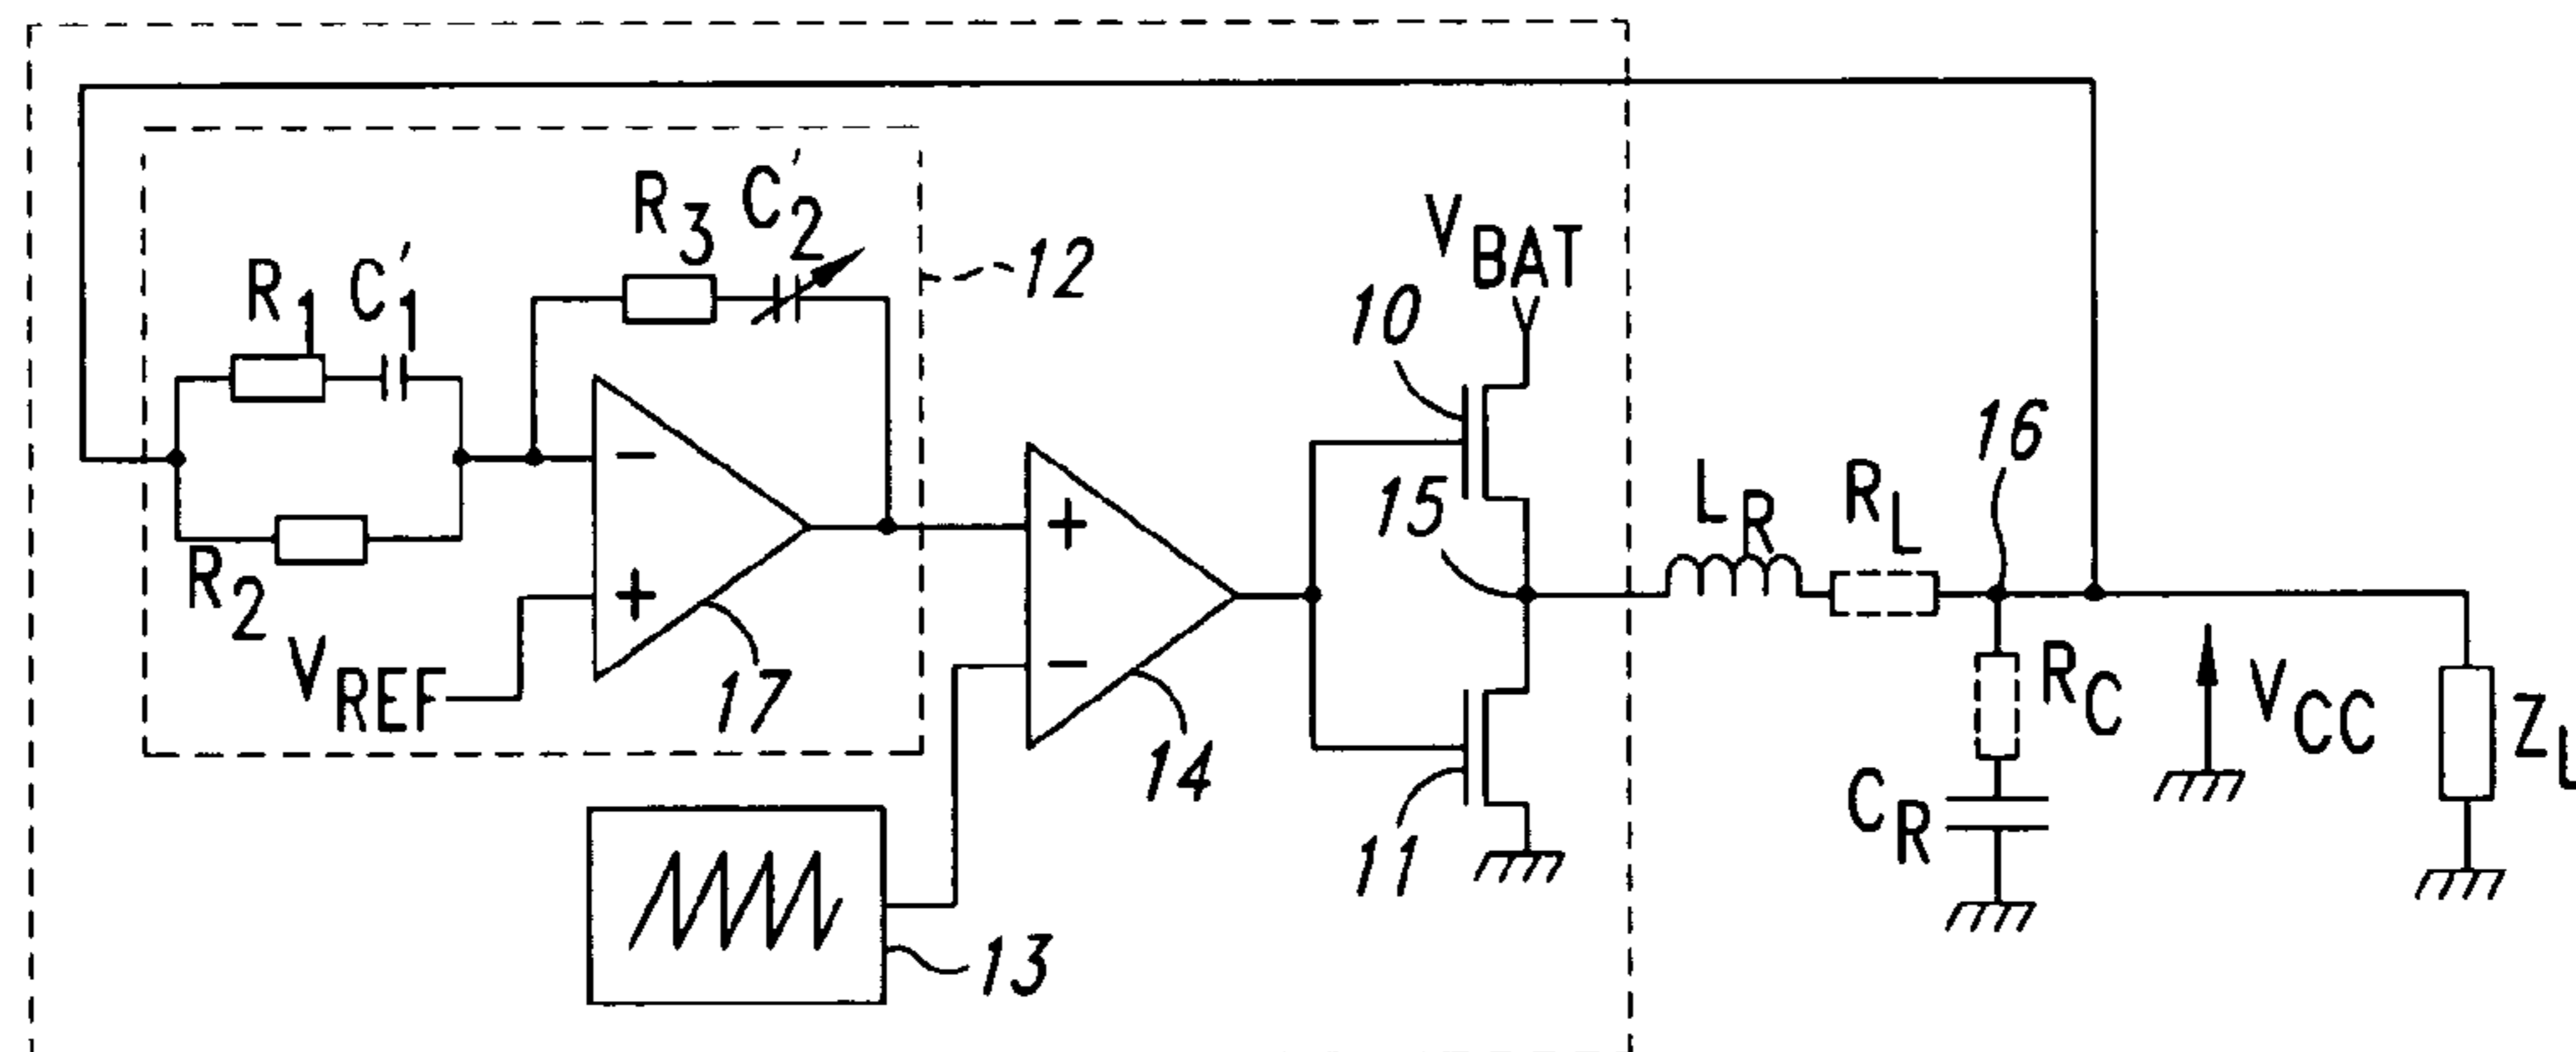 R3 C'2
12
R1 C'1
VBAT
10
15
16
LR
RL
R2
VREF
17
14
11
RC
CR
VCC
ZL
13
- +
+ -